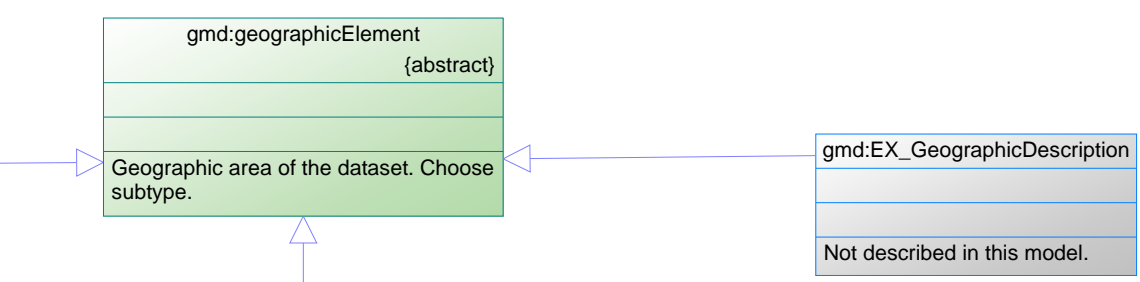 gmd:geographicElement
{abstract}
Geographic area of the dataset. Choose
subtype.
gmd:EX_GeographicDescription
Not described in this model.